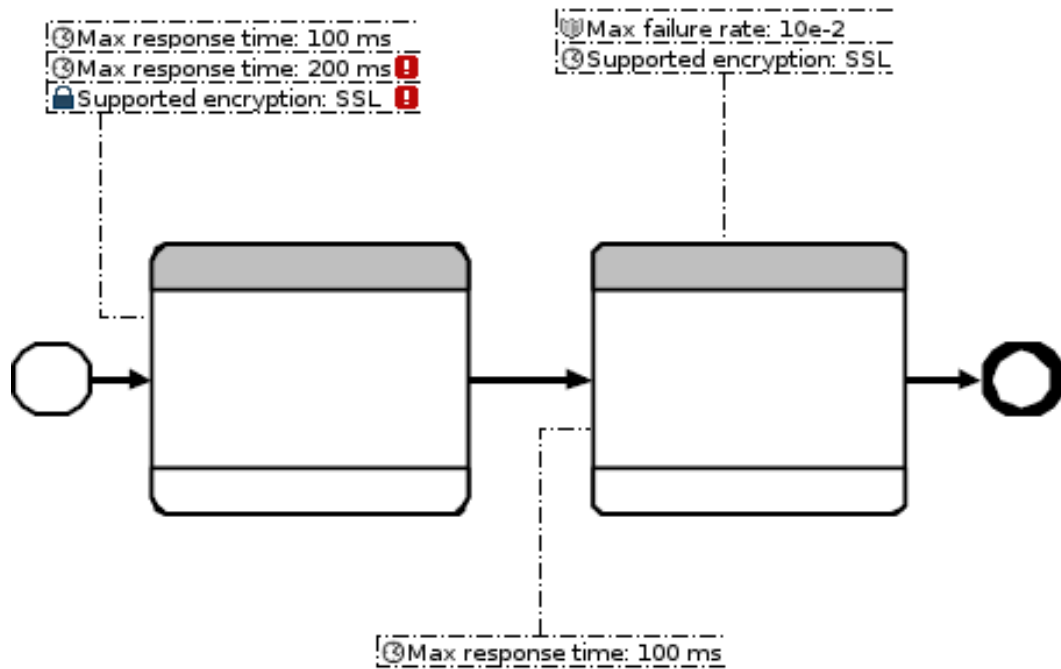 Max response time: 100 ms
Max response time: 200 ms
Supported encryption: SSL
Max failure rate: 10e-2
Supported encryption: SSL
Max response time: 100 ms